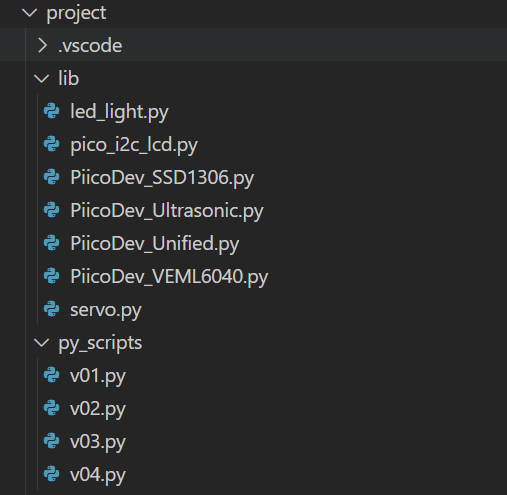 project
.vscode
lib
led_light.py
pico_i2c_lcd.py
PiicoDev_SSD1306.py
PiicoDev_Ultrasonic.py
PiicoDev_Unified.py
PiicoDev_VEML6040.py
servo.py
py_scripts
v01.py
v02.py
v03.py
v04.py